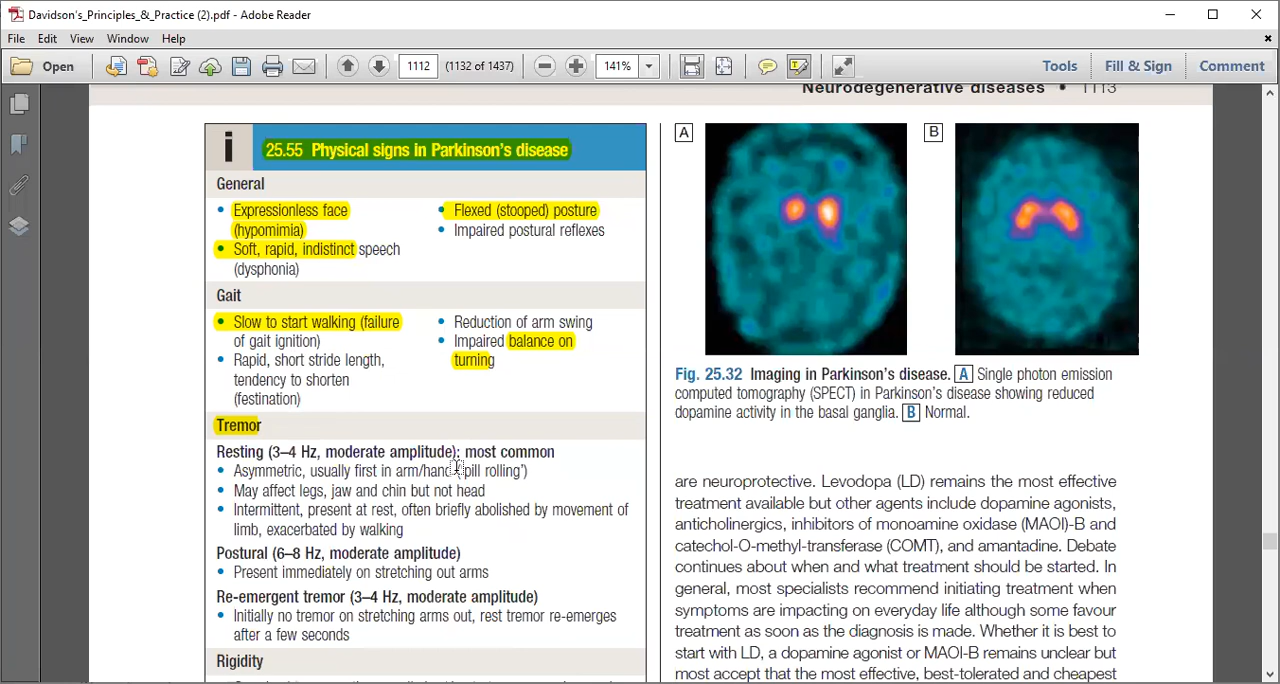 Davidson's_Principles_&_Practice (2).pdf - Adobe Reader
File Edit View Window Help
Open 1112 (1132 of 1437) 141% Tools Fill & Sign Comment
Neurodegenerative diseases • 1113
i 25.55 Physical signs in Parkinson's disease
General
• Expressionless face
(hypomimia)
• Soft, rapid, indistinct speech
(dysphonia)
• Flexed (stooped) posture
• Impaired postural reflexes
Gait
• Slow to start walking (failure
of gait ignition)
• Rapid, short stride length,
tendency to shorten
(festination)
• Reduction of arm swing
• Impaired balance on
turning
Tremor
Resting (3–4 Hz, moderate amplitude): most common
• Asymmetric, usually first in arm/hand ('pill rolling')
• May affect legs, jaw and chin but not head
• Intermittent, present at rest, often briefly abolished by movement of
limb, exacerbated by walking
Postural (6–8 Hz, moderate amplitude)
• Present immediately on stretching out arms
Re-emergent tremor (3–4 Hz, moderate amplitude)
• Initially no tremor on stretching arms out, rest tremor re-emerges
after a few seconds
Rigidity
A
B
Fig. 25.32 Imaging in Parkinson's disease. A Single photon emission
computed tomography (SPECT) in Parkinson's disease showing reduced
dopamine activity in the basal ganglia. B Normal.
are neuroprotective. Levodopa (LD) remains the most effective
treatment available but other agents include dopamine agonists,
anticholinergics, inhibitors of monoamine oxidase (MAOI)-B and
catechol-O-methyl-transferase (COMT), and amantadine. Debate
continues about when and what treatment should be started. In
general, most specialists recommend initiating treatment when
symptoms are impacting on everyday life although some favour
treatment as soon as the diagnosis is made. Whether it is best to
start with LD, a dopamine agonist or MAOI-B remains unclear but
most accept that the most effective, best-tolerated and cheapest